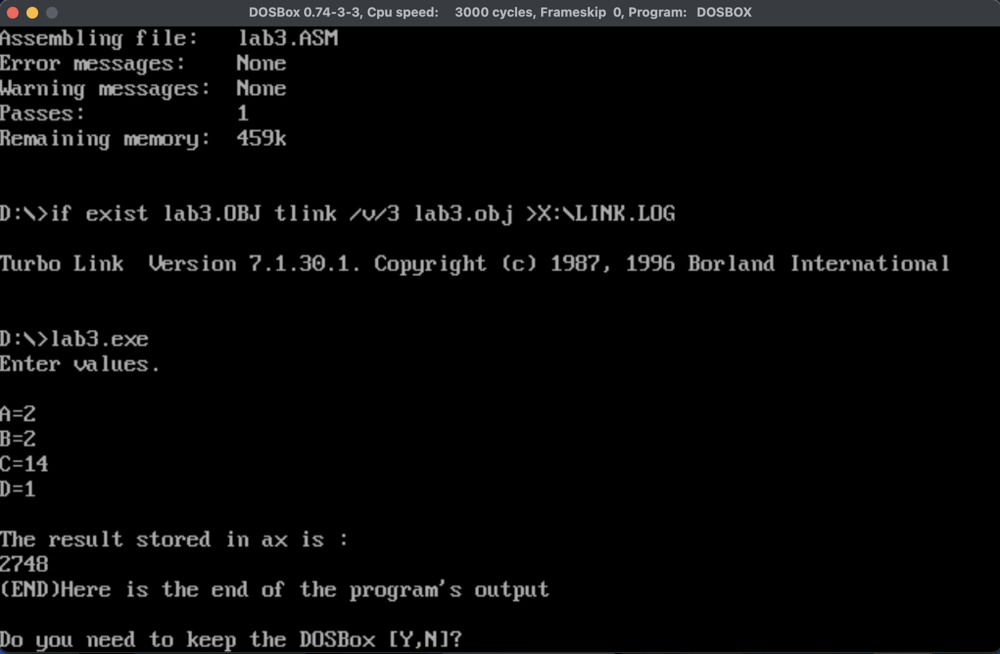 DOSBox 0.74-3-3, Cpu speed:    3000 cycles, Frameskip  0, Program:   DOSBOX
Assembling file:   lab3.ASM
Error messages:    None
Warning messages:  None
Passes:            1
Remaining memory:  459k
D:\>if exist lab3.OBJ tlink /v/3 lab3.obj >X:\LINK.LOG
Turbo Link  Version 7.1.30.1. Copyright (c) 1987, 1996 Borland International
D:\>lab3.exe
Enter values.
A=2
B=2
C=14
D=1
The result stored in ax is :
2748
(END)Here is the end of the program's output
Do you need to keep the DOSBox [Y,N]?